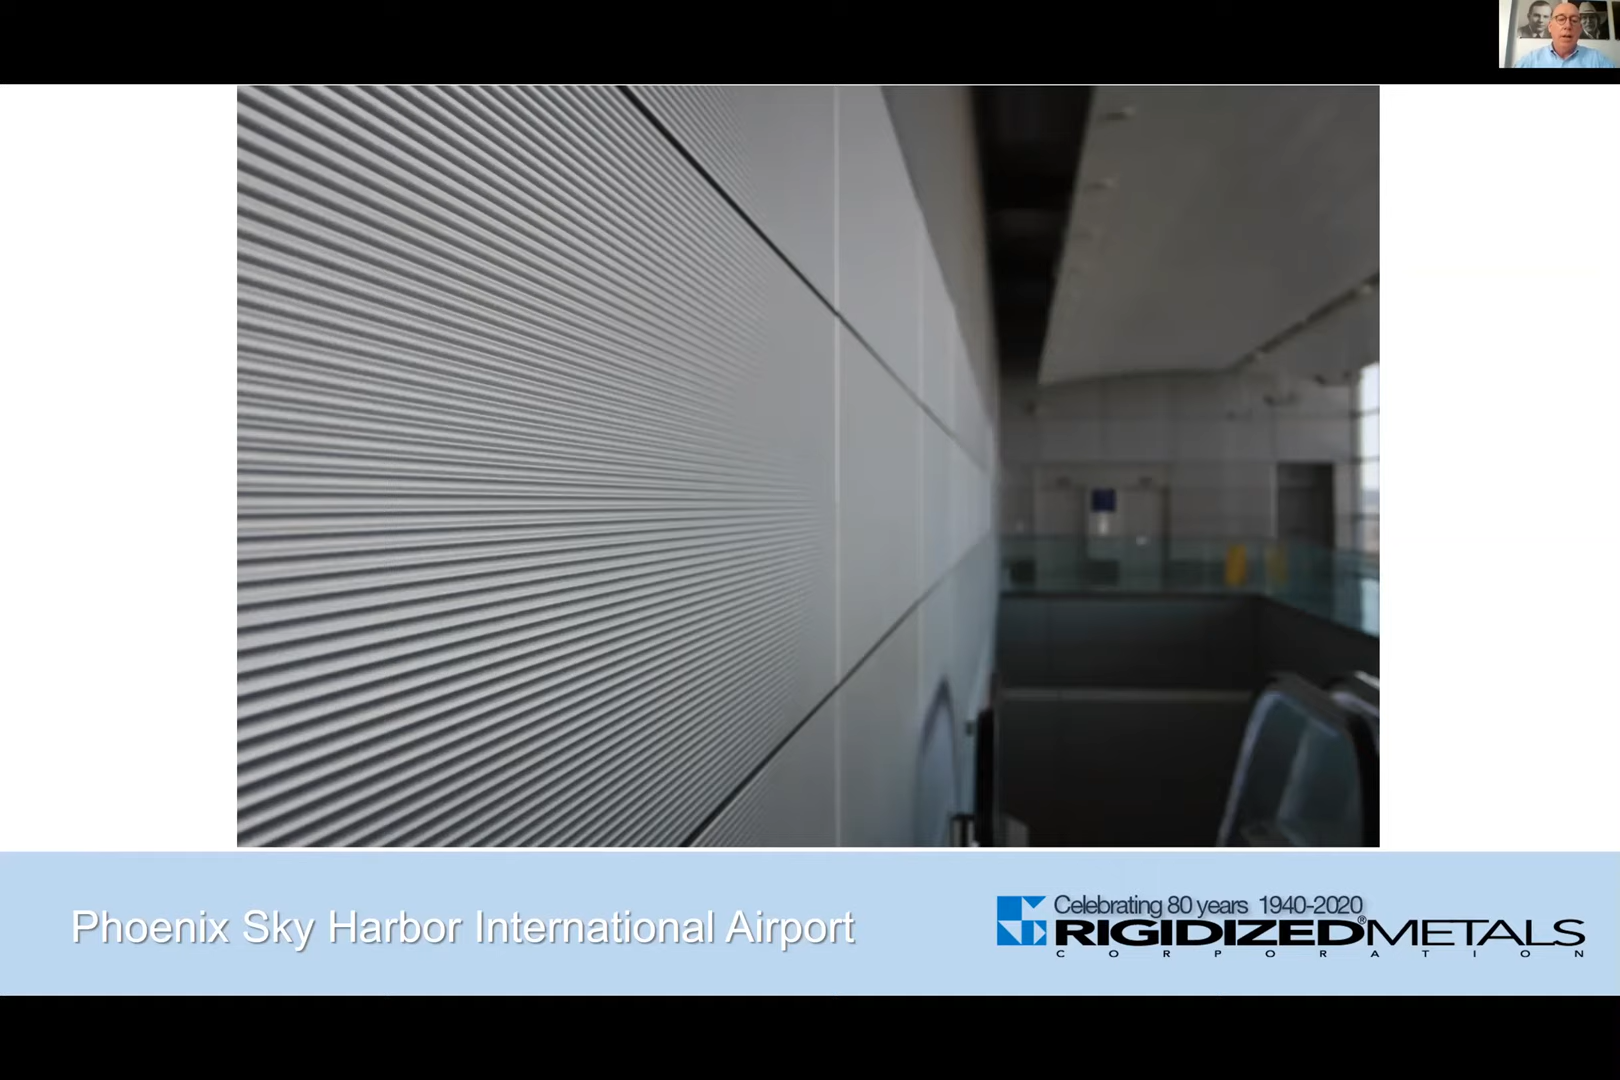 Phoenix Sky Harbor International Airport
Celebrating 80 years 1940-2020
RIGIDIZED®METALS
CORPORATION